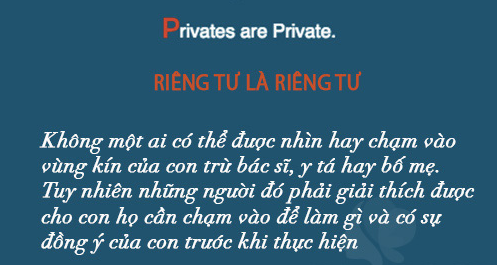 Privates are Private.
RIÊNG TƯ LÀ RIÊNG TƯ
Không một ai có thể được nhìn hay chạm vào
vùng kín của con trừ bác sĩ, y tá hay bố mẹ.
Tuy nhiên những người đó phải giải thích được
cho con họ cần chạm vào để làm gì và có sự
đồng ý của con trước khi thực hiện